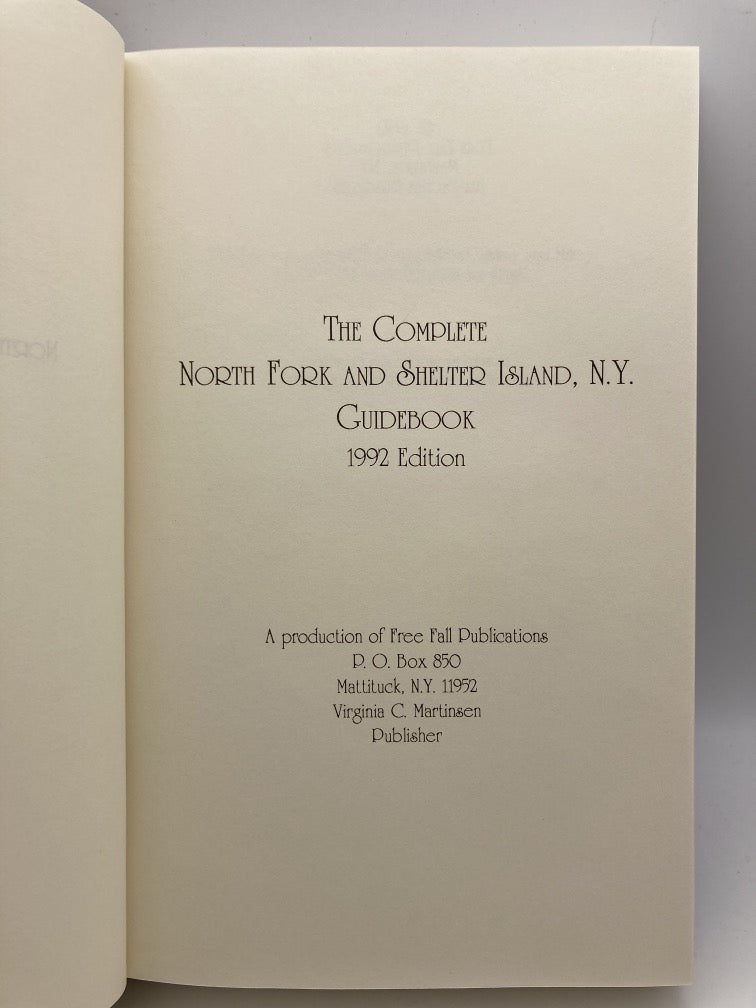 The Complete
North Fork and Shelter Island, N.Y.
Guidebook
1992 Edition
A production of Free Fall Publications
P. O. Box 850
Mattituck, N.Y. 11952
Virginia C. Martinsen
Publisher